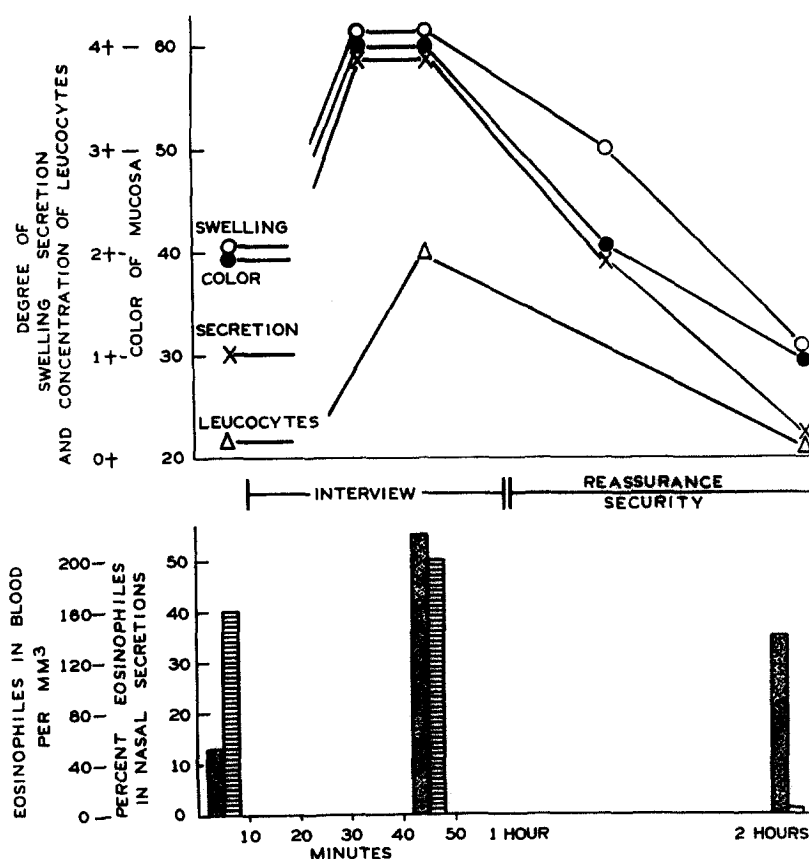 DEGREE OF
SWELLING SECRETION
AND CONCENTRATION OF LEUCOCYTES
COLOR OF MUCOSA
4+
3+
2+
1+
0+
60
50
40
30
20
SWELLING
COLOR
SECRETION
LEUCOCYTES
INTERVIEW
REASSURANCE
SECURITY
EOSINOPHILES IN BLOOD
PER MM3
PERCENT EOSINOPHILES
IN NASAL SECRETIONS
200
160
120
80
40
0
50
40
30
20
10
0
10 20 30 40 50 1 HOUR 2 HOURS
MINUTES